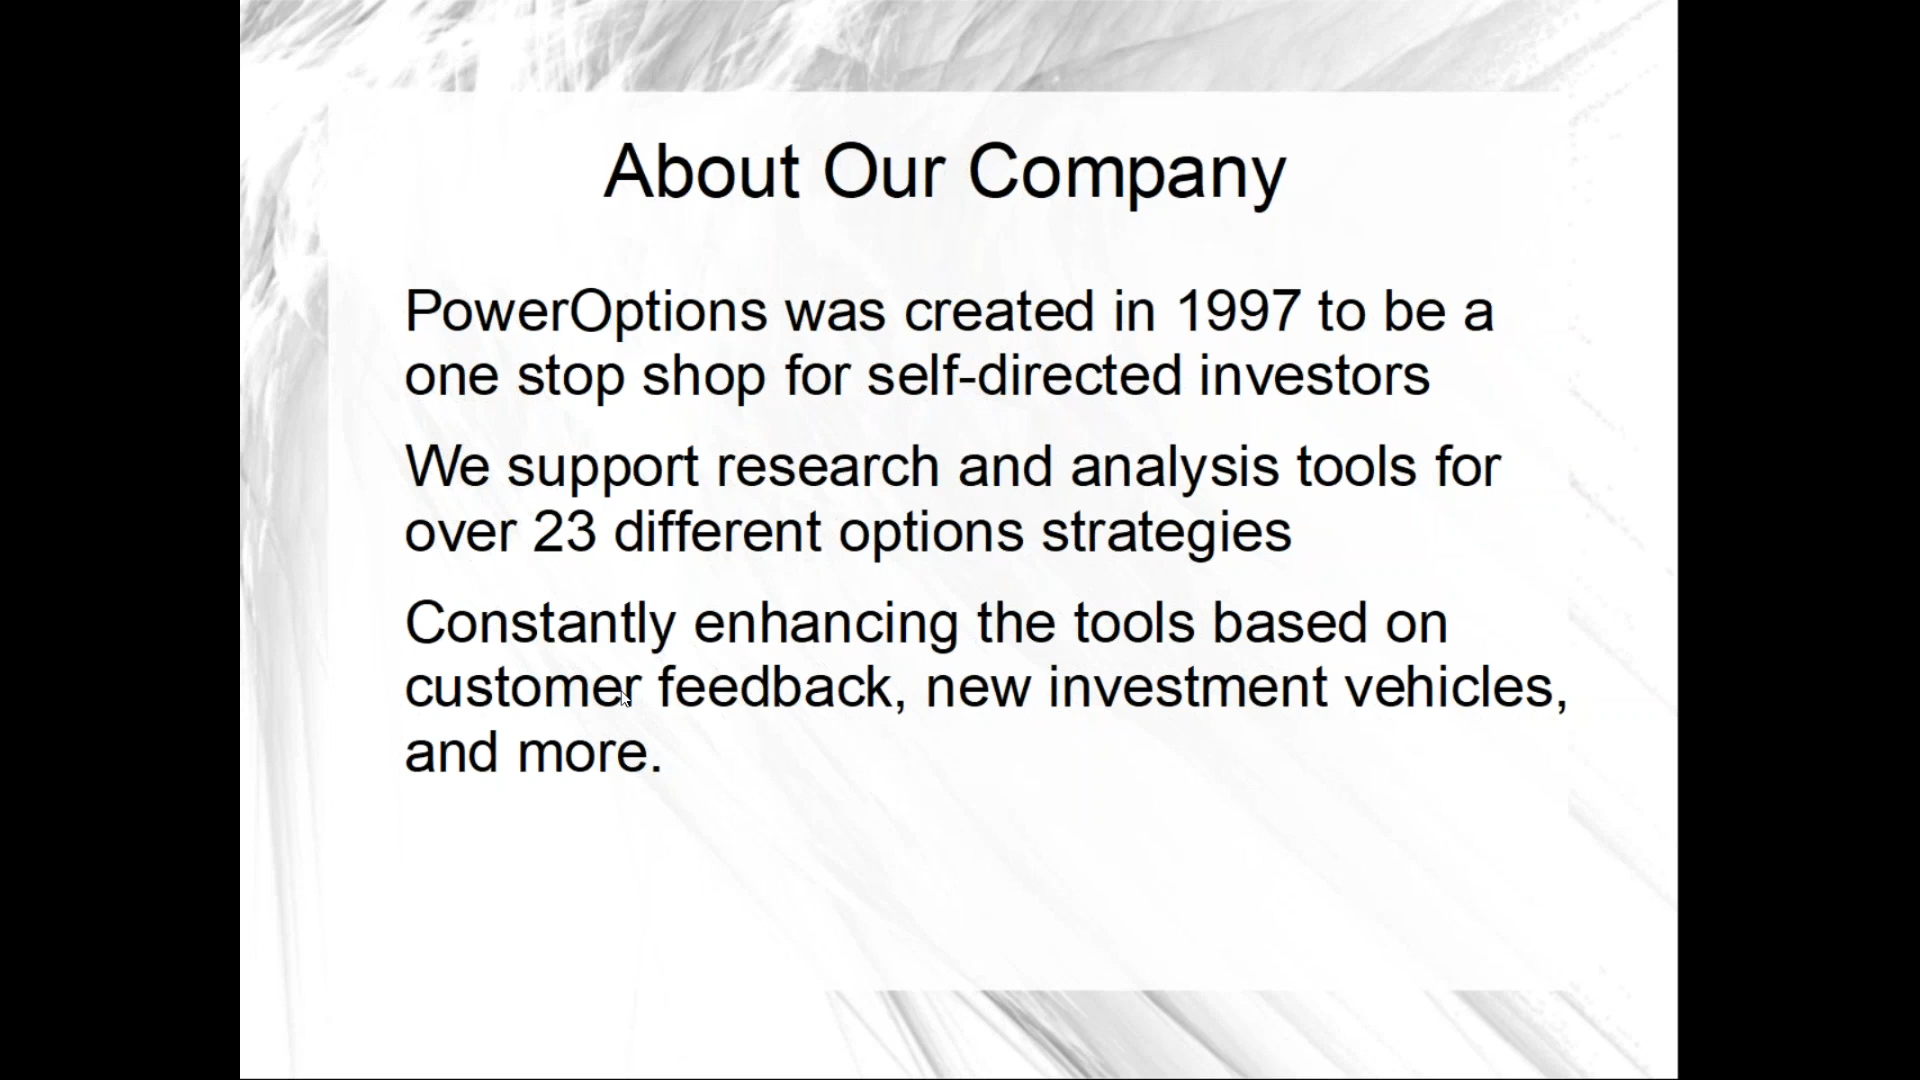 About Our Company
PowerOptions was created in 1997 to be a
one stop shop for self-directed investors
We support research and analysis tools for
over 23 different options strategies
Constantly enhancing the tools based on
customer feedback, new investment vehicles,
and more.